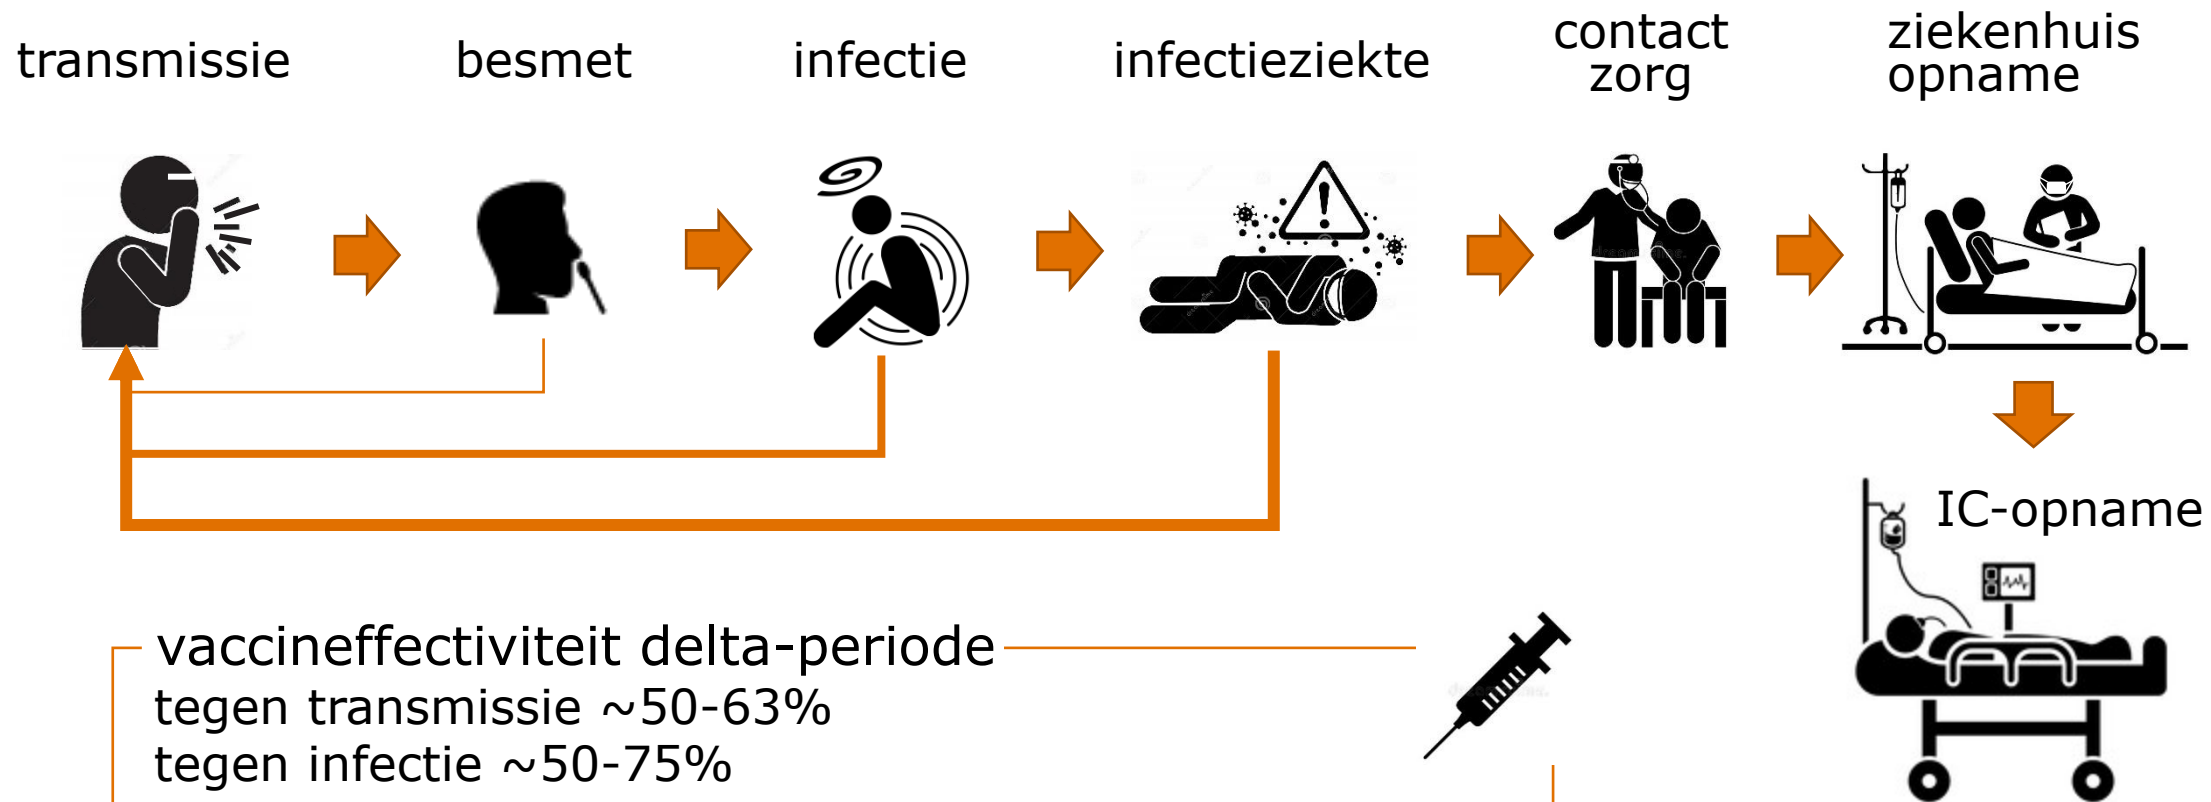 transmissie
besmet
infectie
infectieziekte
contact
zorg
ziekenhuis
opname
IC-opname
vaccineffectiviteit delta-periode
tegen transmissie ~50-63%
tegen infectie ~50-75%